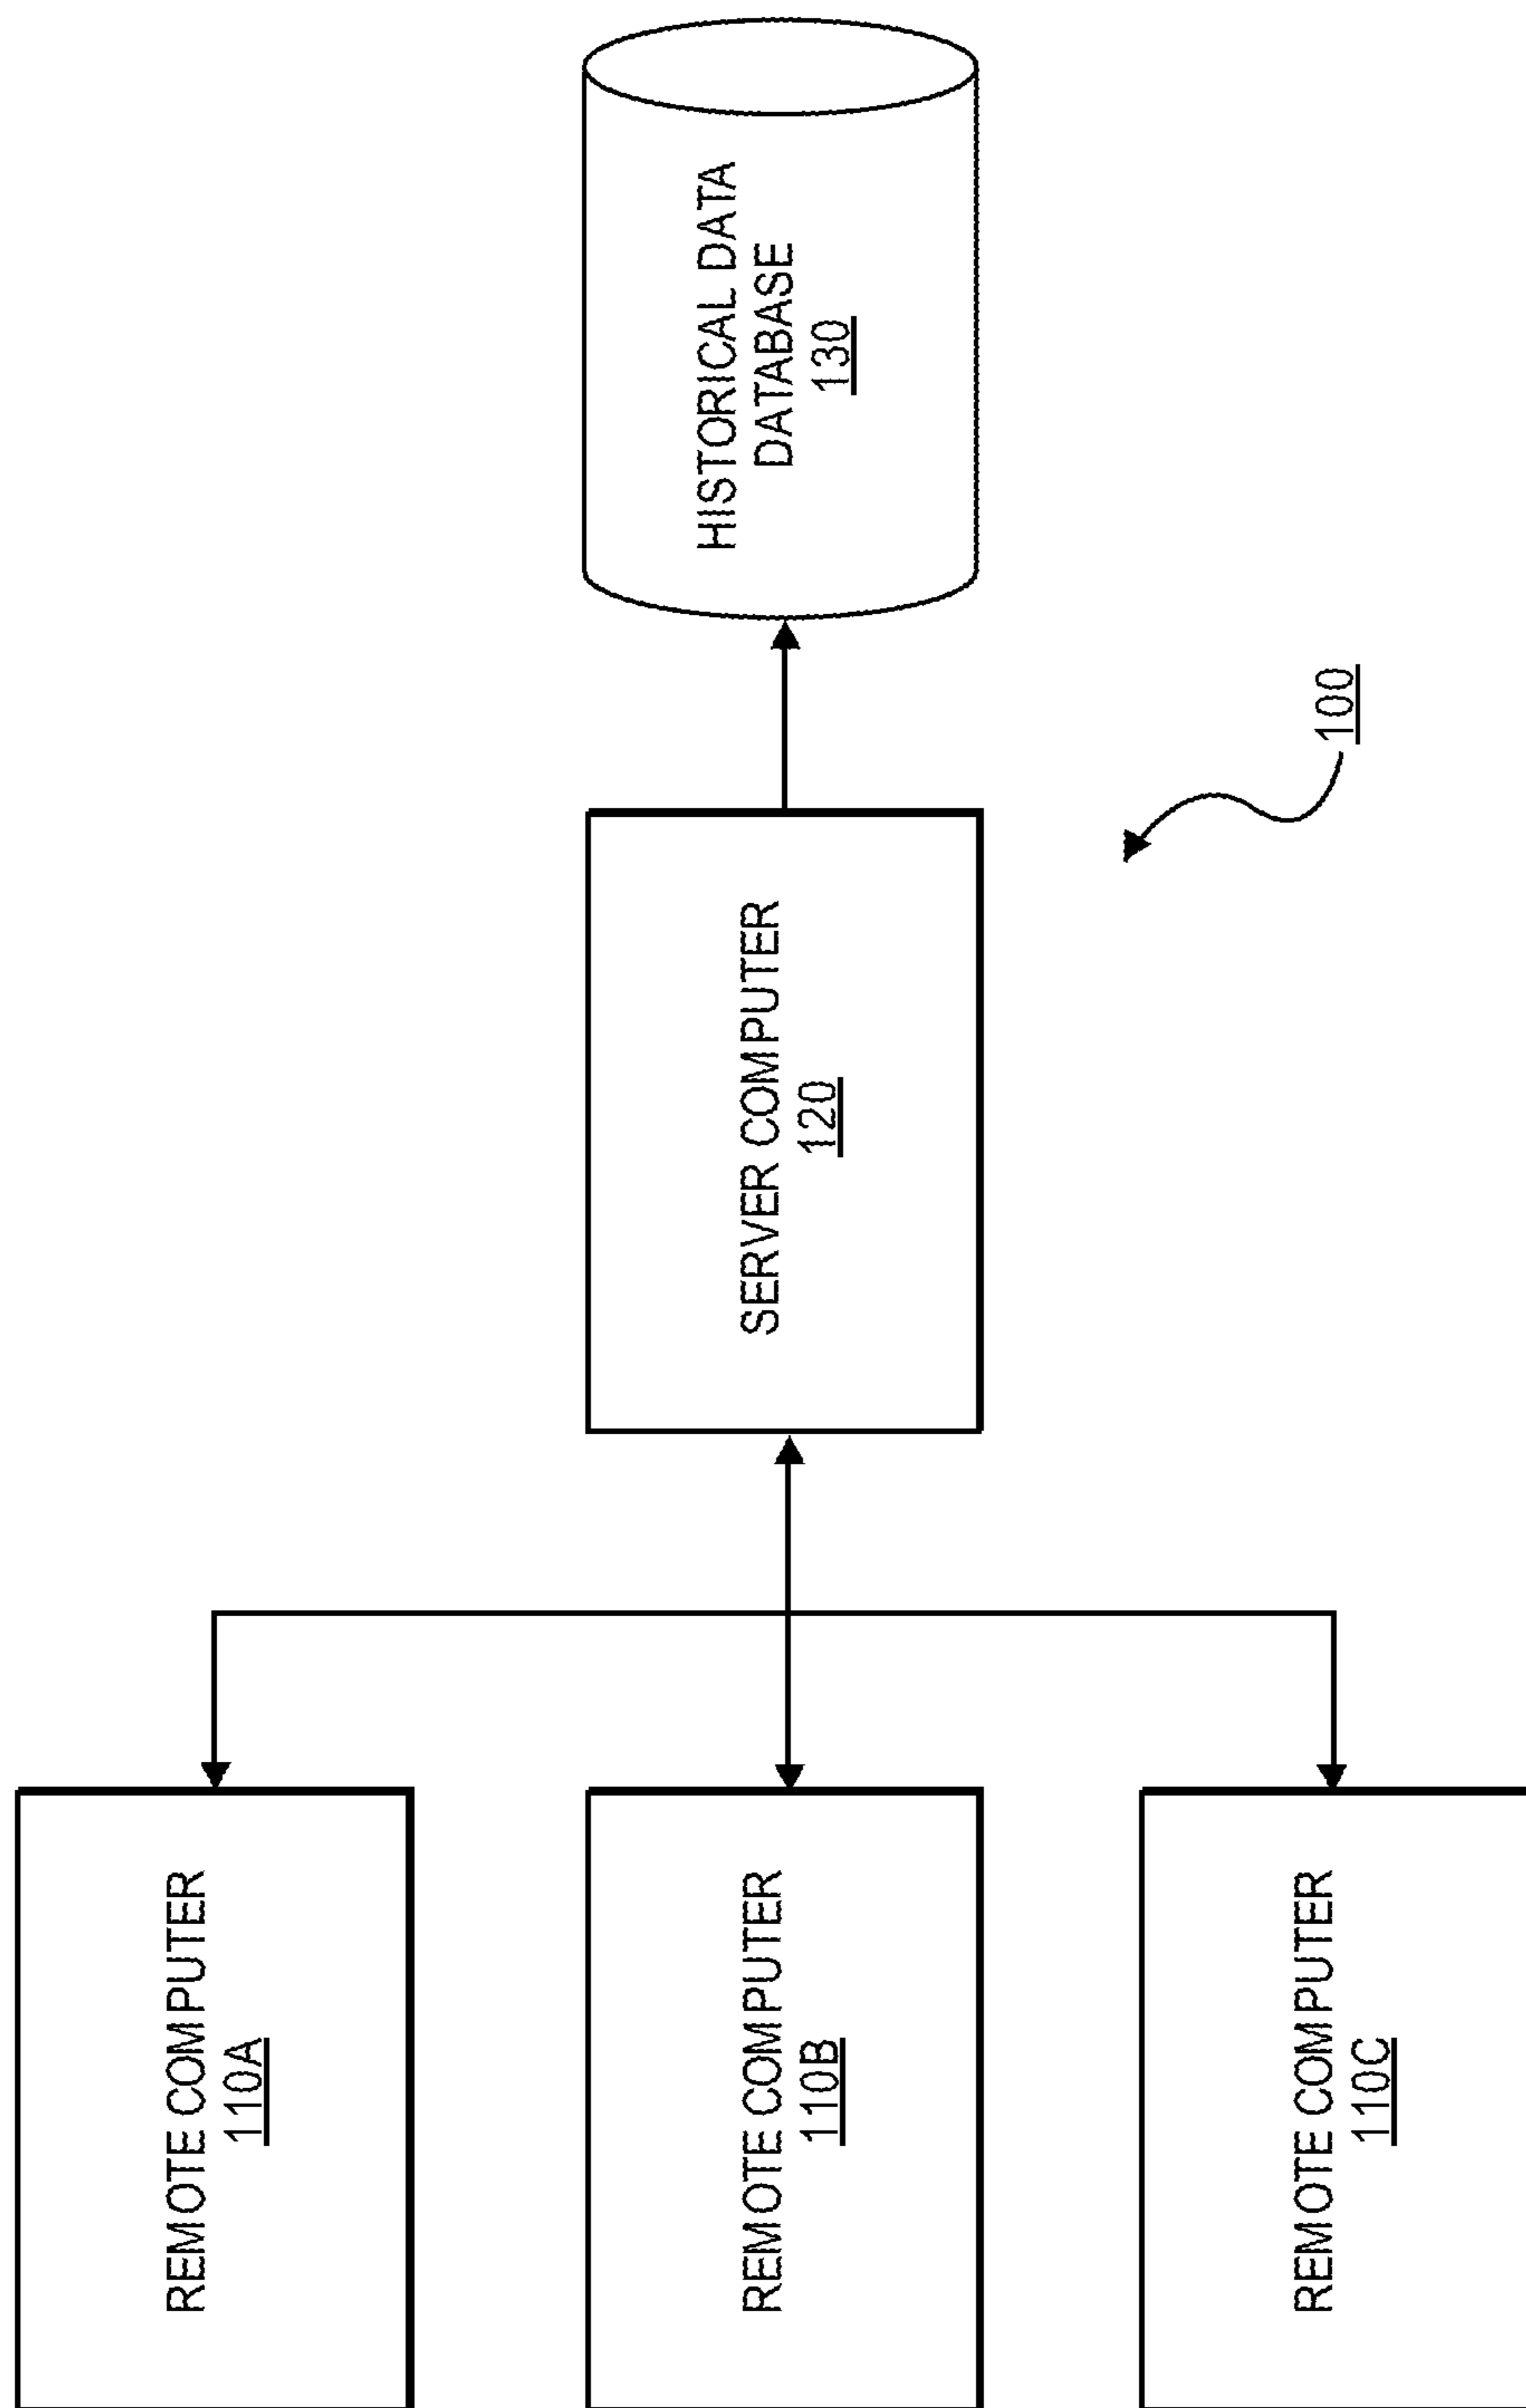 REMOTE COMPUTER
110A
REMOTE COMPUTER
110B
REMOTE COMPUTER
110C
SERVER COMPUTER
120
HISTORICAL DATA
DATABASE
130
100